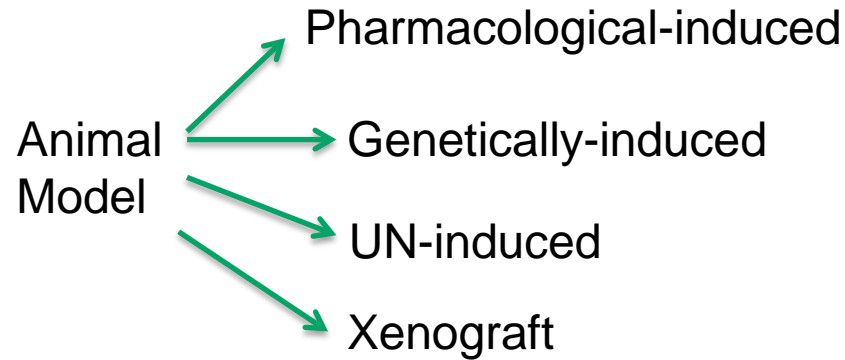 Pharmacological-induced
Animal
Model
Genetically-induced
UN-induced
Xenograft